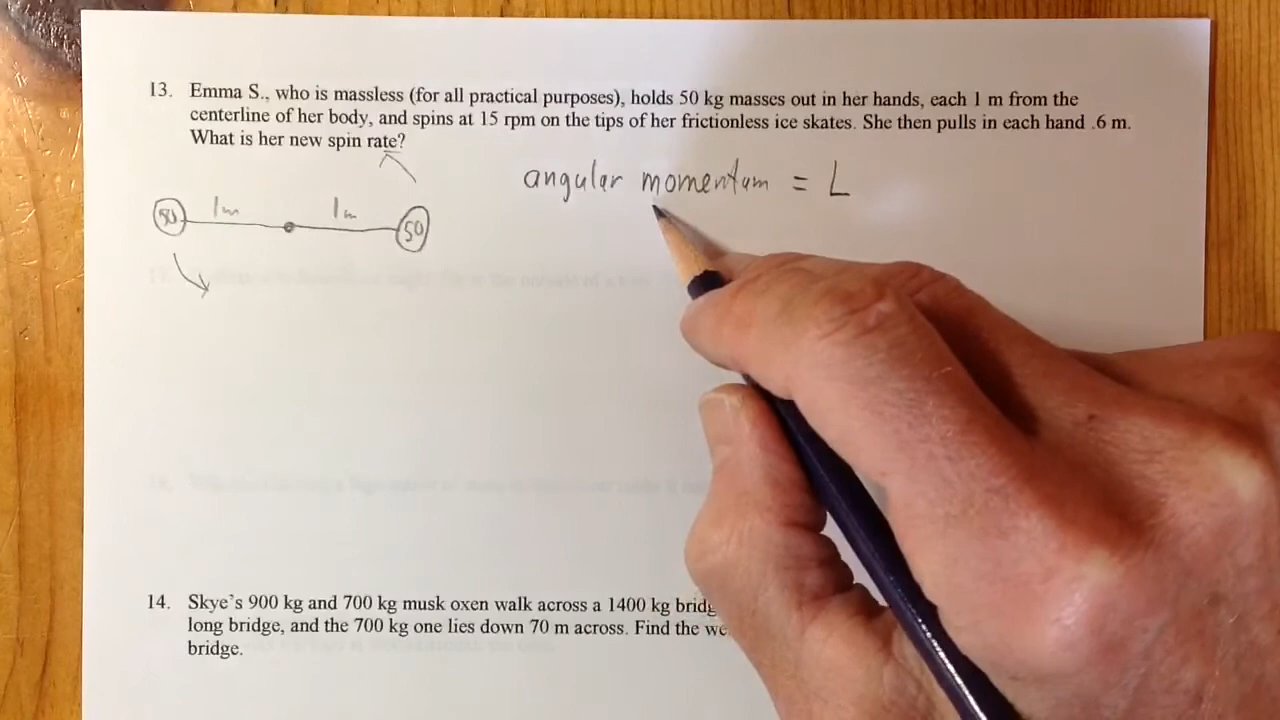 13. Emma S., who is massless (for all practical purposes), holds 50 kg masses out in her hands, each 1 m from the
centerline of her body, and spins at 15 rpm on the tips of her frictionless ice skates. She then pulls in each hand .6 m.
What is her new spin rate?
angular momentum = L
50 1m 1m 50
14. Skye's 900 kg and 700 kg musk oxen walk across a 1400 kg
long bridge, and the 700 kg one lies down 70 m across. Find the
bridge.